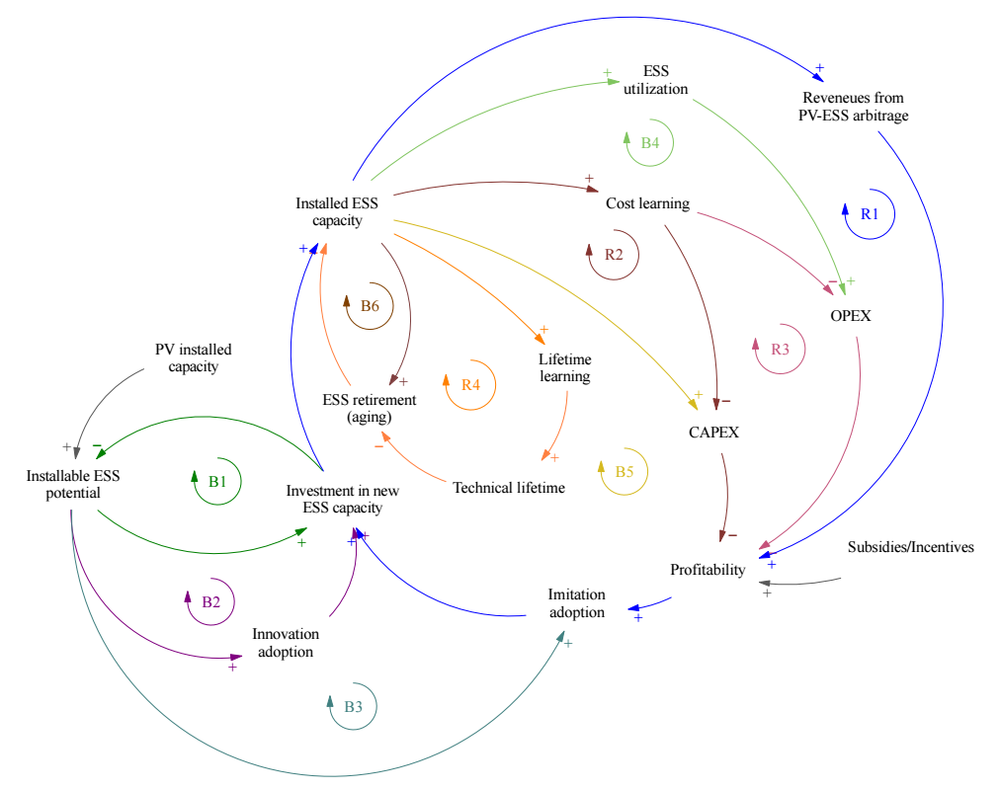 ESS
utilization
+
+
Reveneues from
PV-ESS arbitrage
B4
+
Installed ESS
capacity
Cost learning
R1
+
R2
B6
−
+
OPEX
PV installed
capacity
+
Lifetime
learning
R3
+
R4
ESS retirement
(aging)
+
−
CAPEX
+
−
−
+
B5
Installable ESS
potential
B1
Investment in new
ESS capacity
Technical lifetime
+
+
+
−
−
+
Subsidies/Incentives
Profitability
+
B2
Imitation
adoption
+
Innovation
adoption
+
+
B3